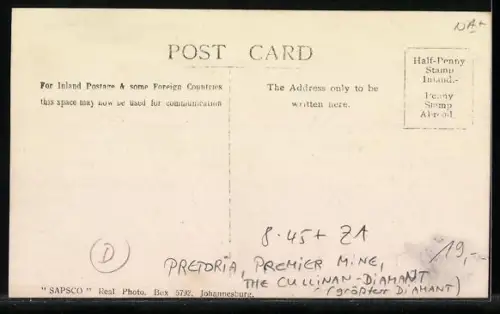 POST CARD
For Inland Postage & some Foreign Countries
this space may now be used for communication
The Address only to be
written here.
Half-Penny
Stamp
Inland.-
Penny
Stamp
Abroad.
8.45+ ZA
D
19,-
PRETORIA, PREMIER MINE,
THE CULLINAN-DIAMANT
(größter DIAMANT)
"SAPSCO" Real Photo, Box 5792, Johannesburg.